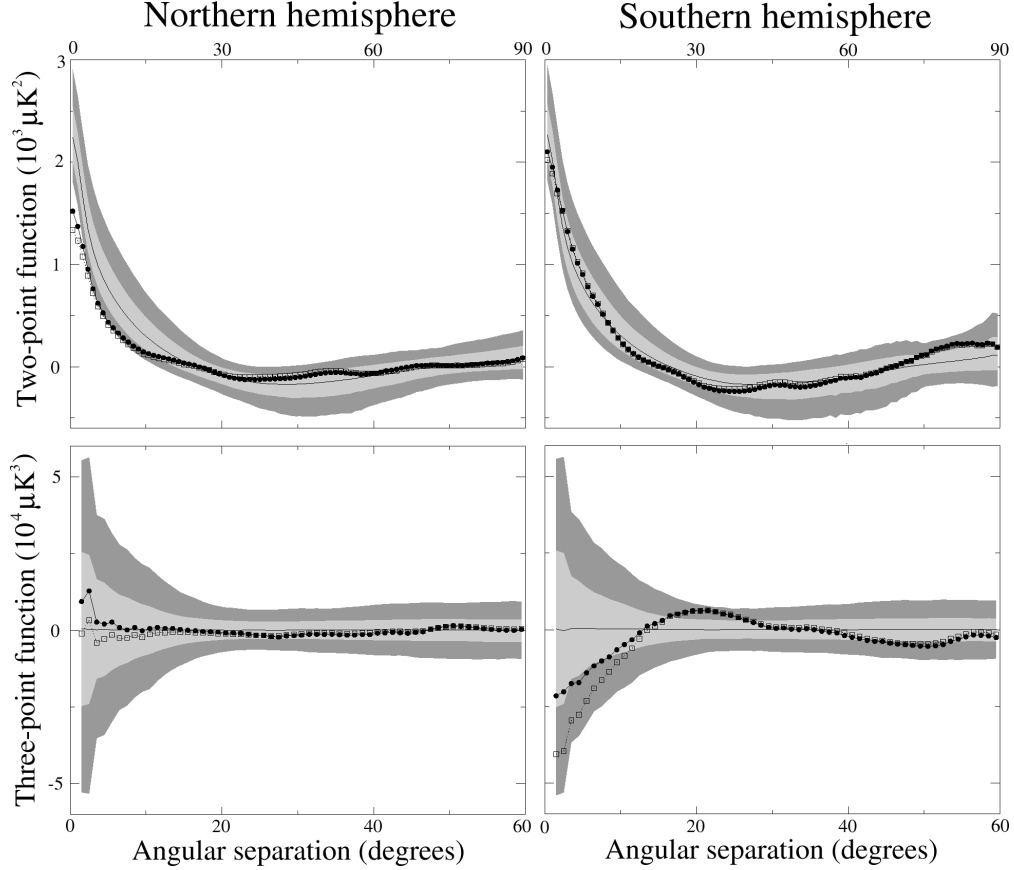 Northern hemisphere
Southern hemisphere
0 30 60 90
0 30 60 90
3
2
1
0
Two-point function (10³ μK²)
5
0
-5
Three-point function (10⁴ μK³)
0 20 40 60
0 20 40 60
Angular separation (degrees)
Angular separation (degrees)